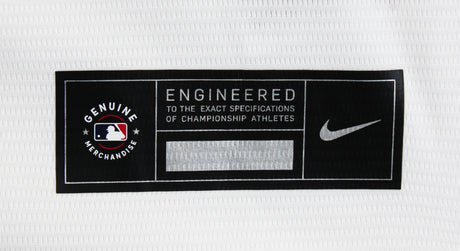 GENUINE
MERCHANDISE
ENGINEERED
TO THE EXACT SPECIFICATIONS
OF CHAMPIONSHIP ATHLETES